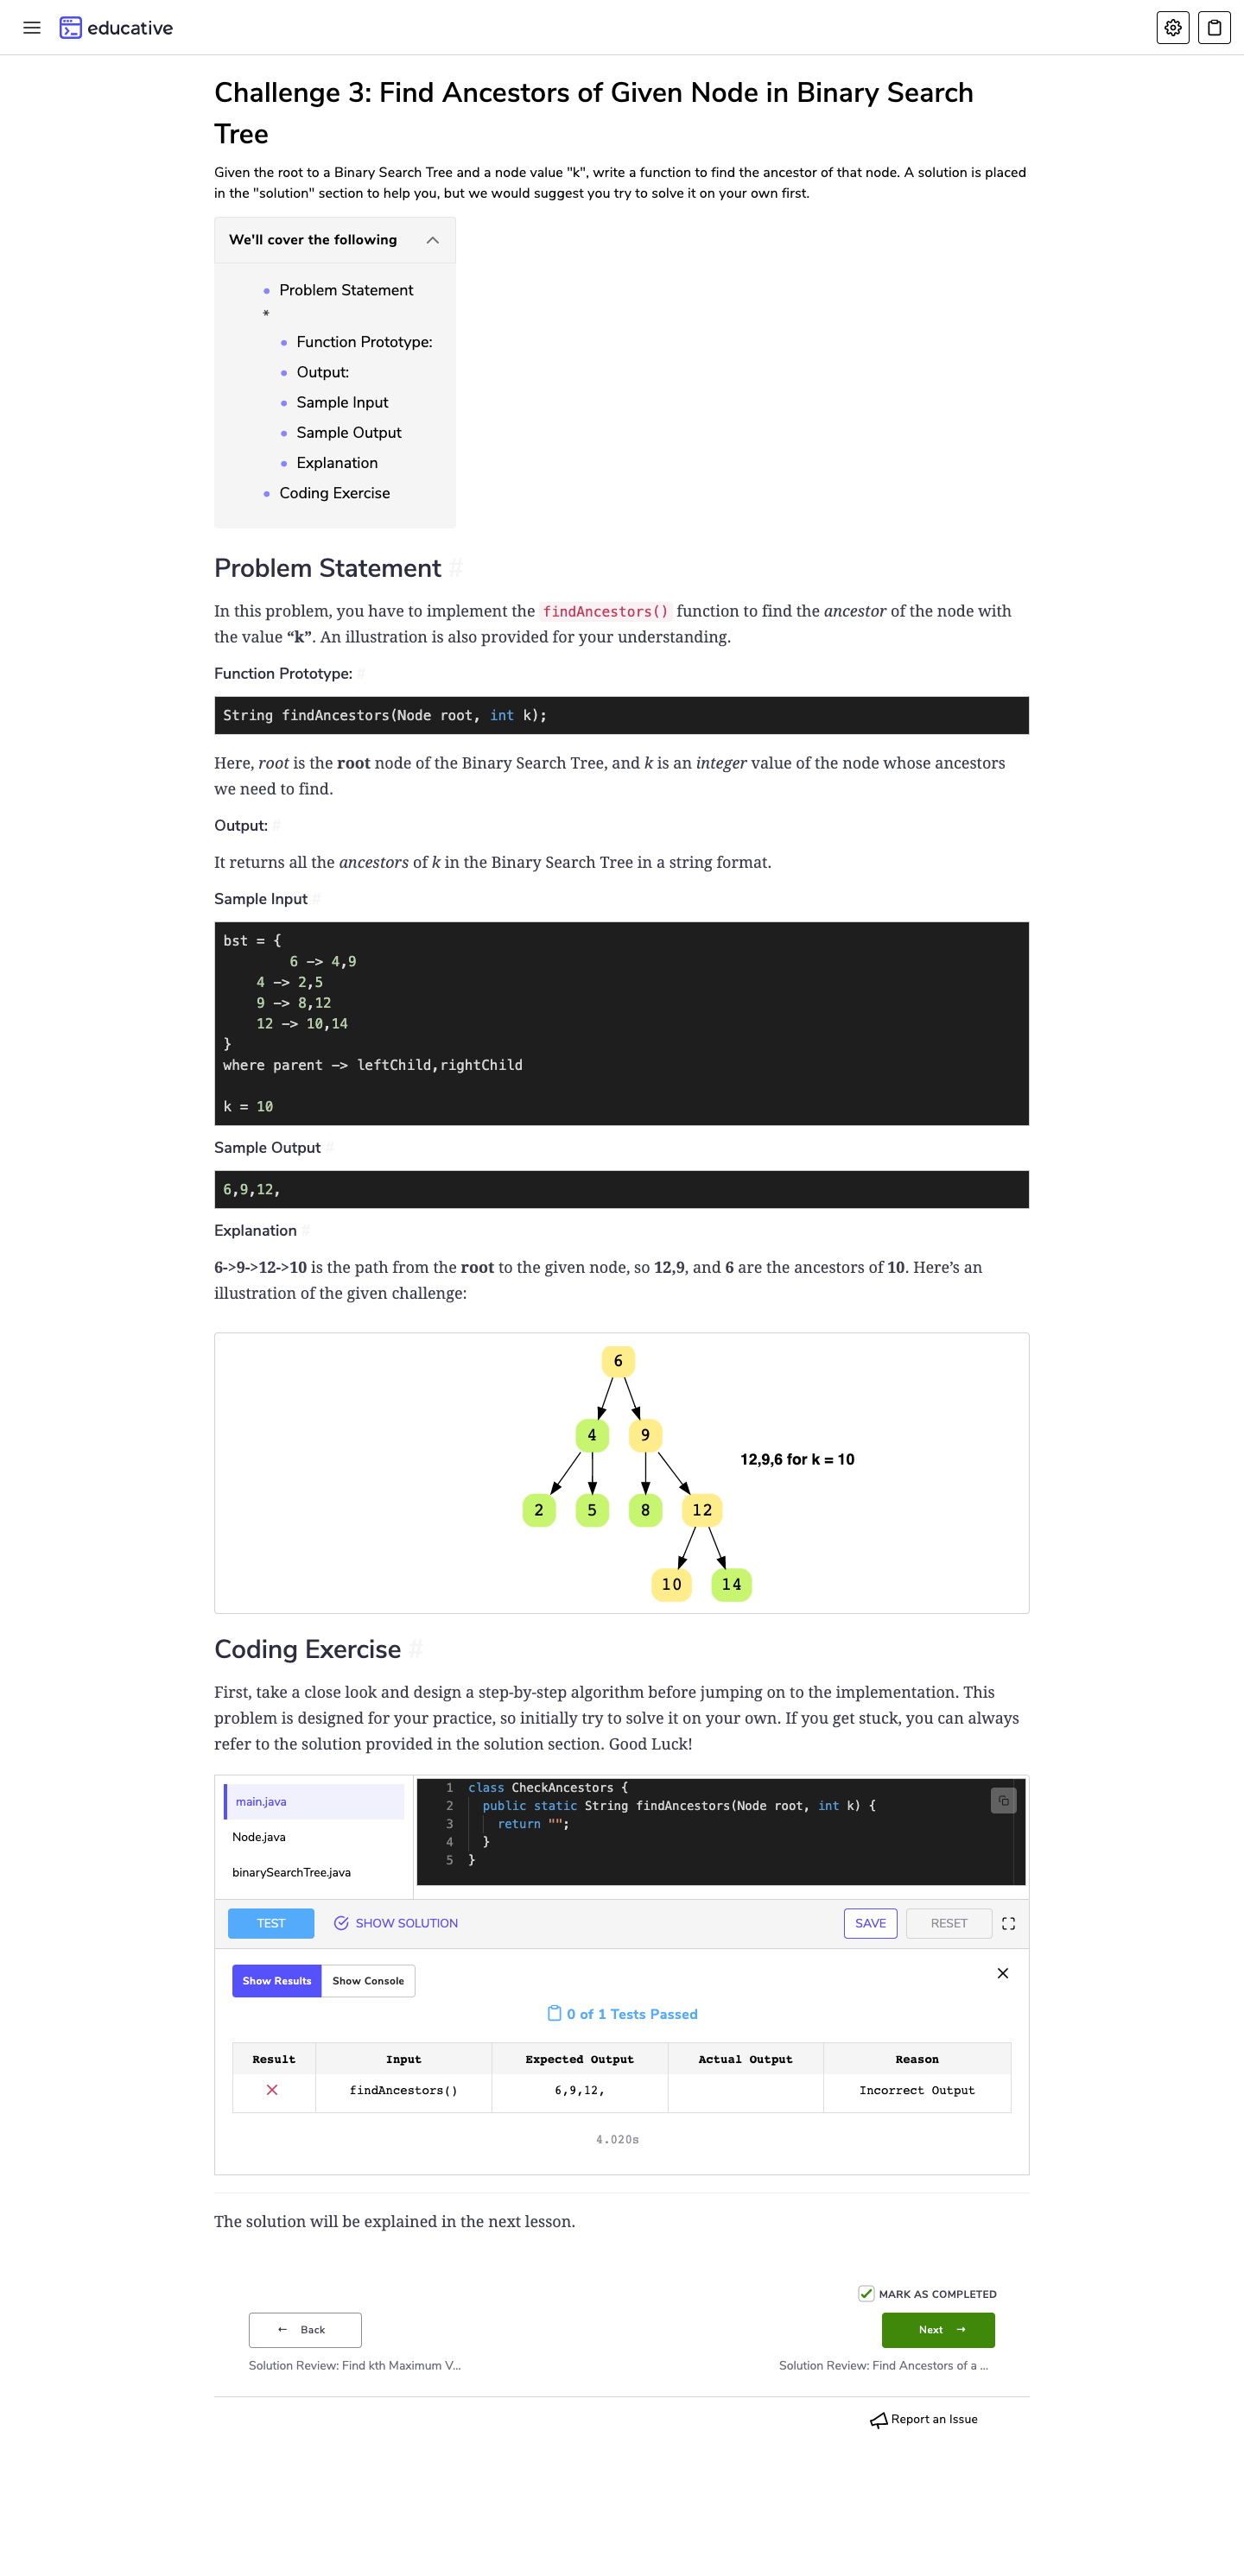 educative
Challenge 3: Find Ancestors of Given Node in Binary Search
Tree
Given the root to a Binary Search Tree and a node value "k", write a function to find the ancestor of that node. A solution is placed
in the "solution" section to help you, but we would suggest you try to solve it on your own first.
We'll cover the following
Problem Statement
*
Function Prototype:
Output:
Sample Input
Sample Output
Explanation
Coding Exercise
Problem Statement #
In this problem, you have to implement the findAncestors() function to find the ancestor of the node with
the value “k”. An illustration is also provided for your understanding.
Function Prototype: #
String findAncestors(Node root, int k);
Here, root is the root node of the Binary Search Tree, and k is an integer value of the node whose ancestors
we need to find.
Output: #
It returns all the ancestors of k in the Binary Search Tree in a string format.
Sample Input #
bst = {
6 -> 4,9
4 -> 2,5
9 -> 8,12
12 -> 10,14
}
where parent -> leftChild,rightChild
k = 10
Sample Output #
6,9,12,
Explanation #
6->9->12->10 is the path from the root to the given node, so 12,9, and 6 are the ancestors of 10. Here’s an
illustration of the given challenge:
6
4 9
12,9,6 for k = 10
2 5 8 12
10 14
Coding Exercise #
First, take a close look and design a step-by-step algorithm before jumping on to the implementation. This
problem is designed for your practice, so initially try to solve it on your own. If you get stuck, you can always
refer to the solution provided in the solution section. Good Luck!
main.java
Node.java
binarySearchTree.java
1 class CheckAncestors {
2 public static String findAncestors(Node root, int k) {
3 return "";
4 }
5 }
TEST SHOW SOLUTION SAVE RESET
Show Results Show Console
0 of 1 Tests Passed
Result Input Expected Output Actual Output Reason
findAncestors() 6,9,12, Incorrect Output
4.020s
The solution will be explained in the next lesson.
MARK AS COMPLETED
← Back Next →
Solution Review: Find kth Maximum V... Solution Review: Find Ancestors of a ...
Report an Issue